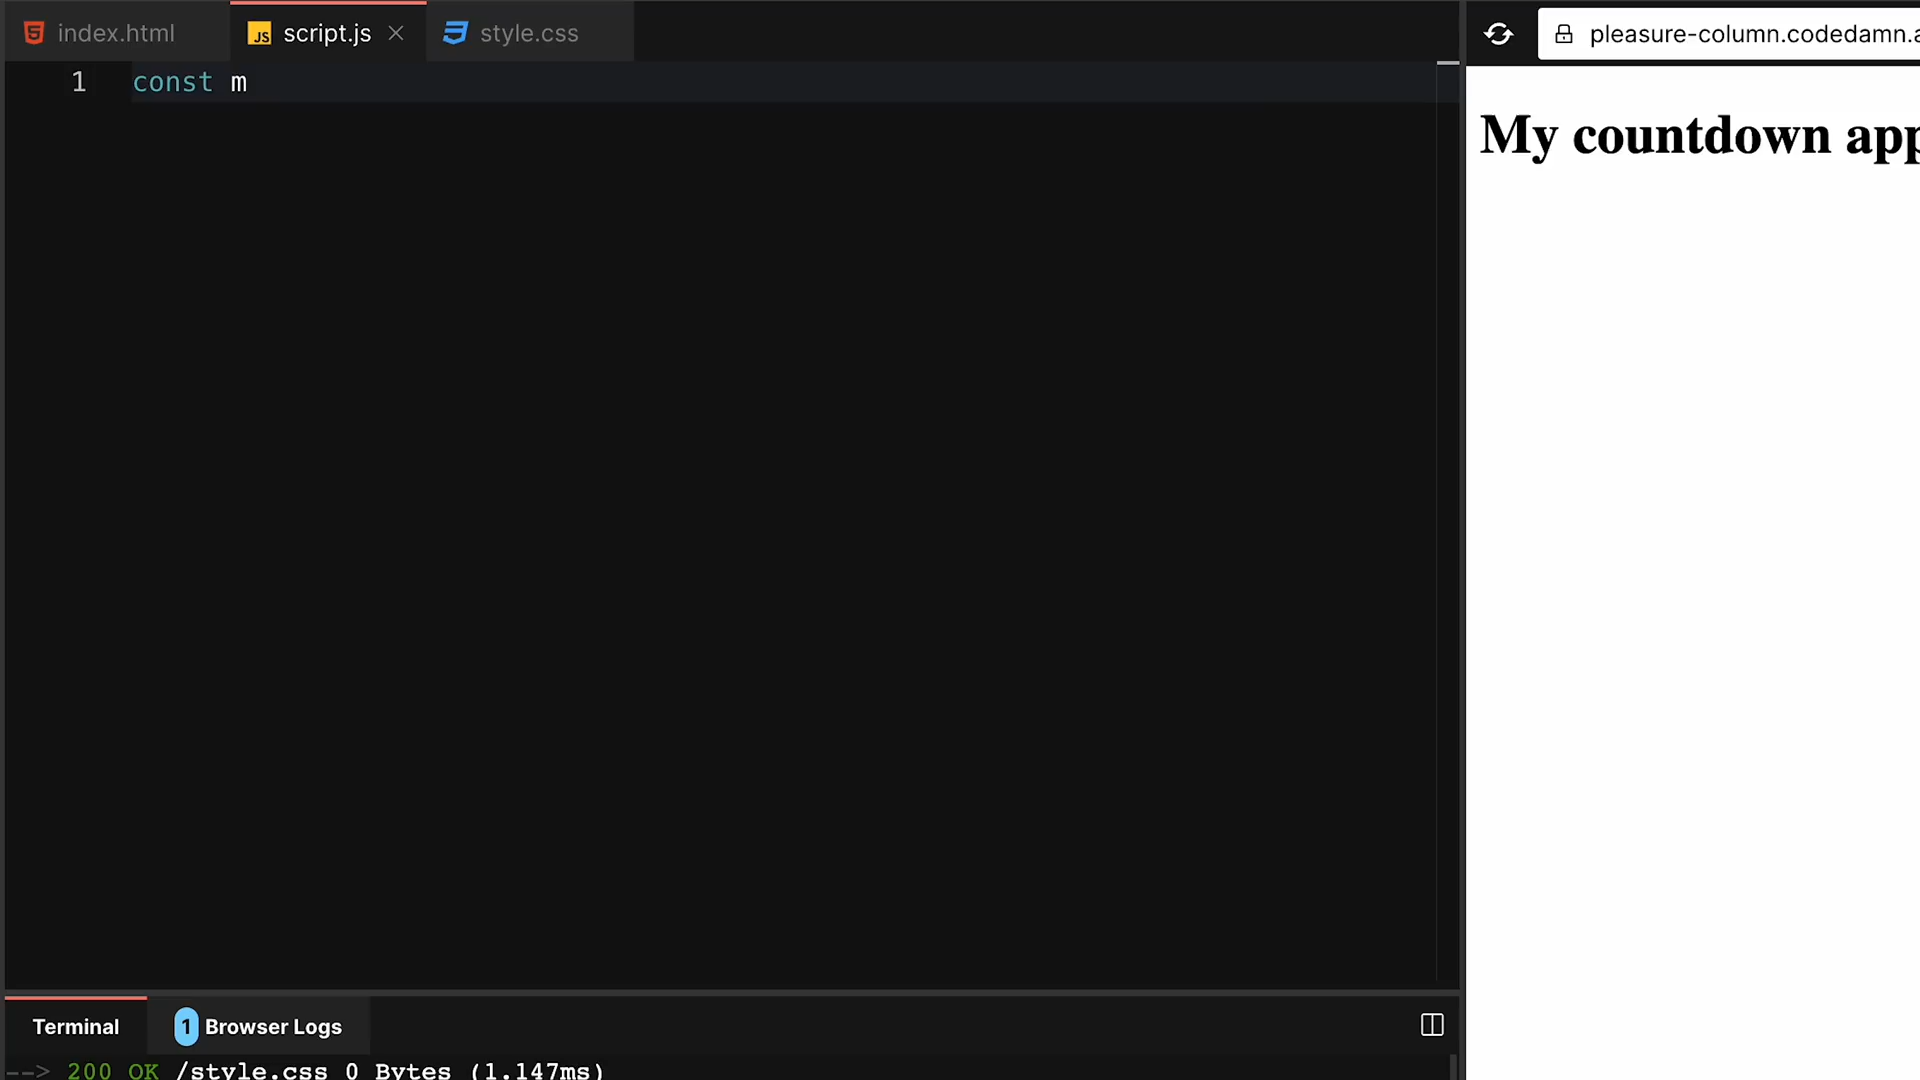 index.html
JS script.js
style.css
pleasure-column.codedamn.a
1 const m
My countdown app
Terminal
1 Browser Logs
--> 200 OK /style.css 0 Bytes (1.147ms)